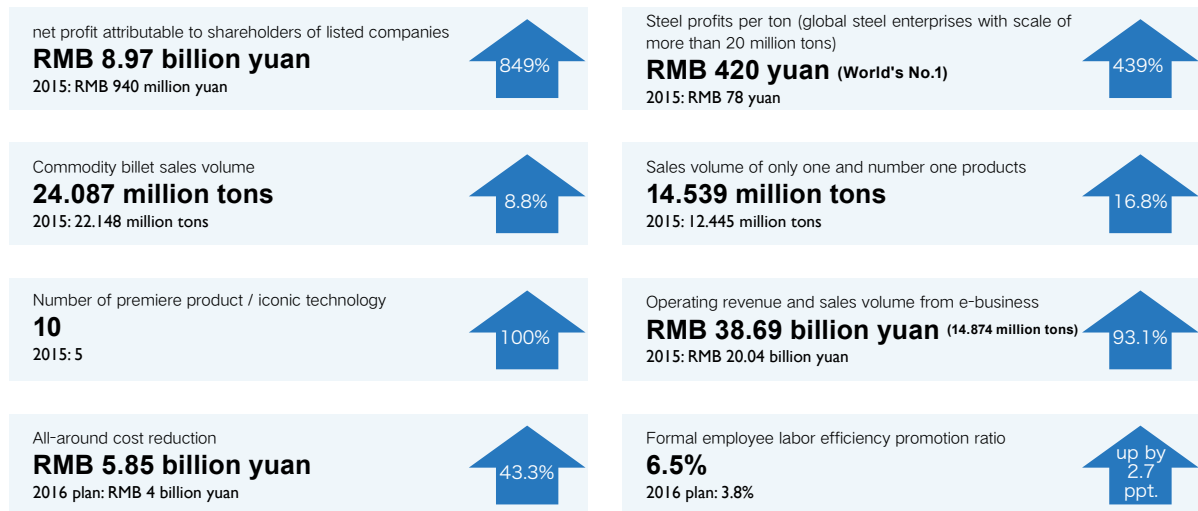 net profit attributable to shareholders of listed companies
RMB 8.97 billion yuan
2015: RMB 940 million yuan
849%
Steel profits per ton (global steel enterprises with scale of
more than 20 million tons)
RMB 420 yuan (World's No.1)
2015: RMB 78 yuan
439%
Commodity billet sales volume
24.087 million tons
2015: 22.148 million tons
8.8%
Sales volume of only one and number one products
14.539 million tons
2015: 12.445 million tons
16.8%
Number of premiere product / iconic technology
10
2015: 5
100%
Operating revenue and sales volume from e-business
RMB 38.69 billion yuan (14.874 million tons)
2015: RMB 20.04 billion yuan
93.1%
All-around cost reduction
RMB 5.85 billion yuan
2016 plan: RMB 4 billion yuan
43.3%
Formal employee labor efficiency promotion ratio
6.5%
2016 plan: 3.8%
up by
2.7
ppt.